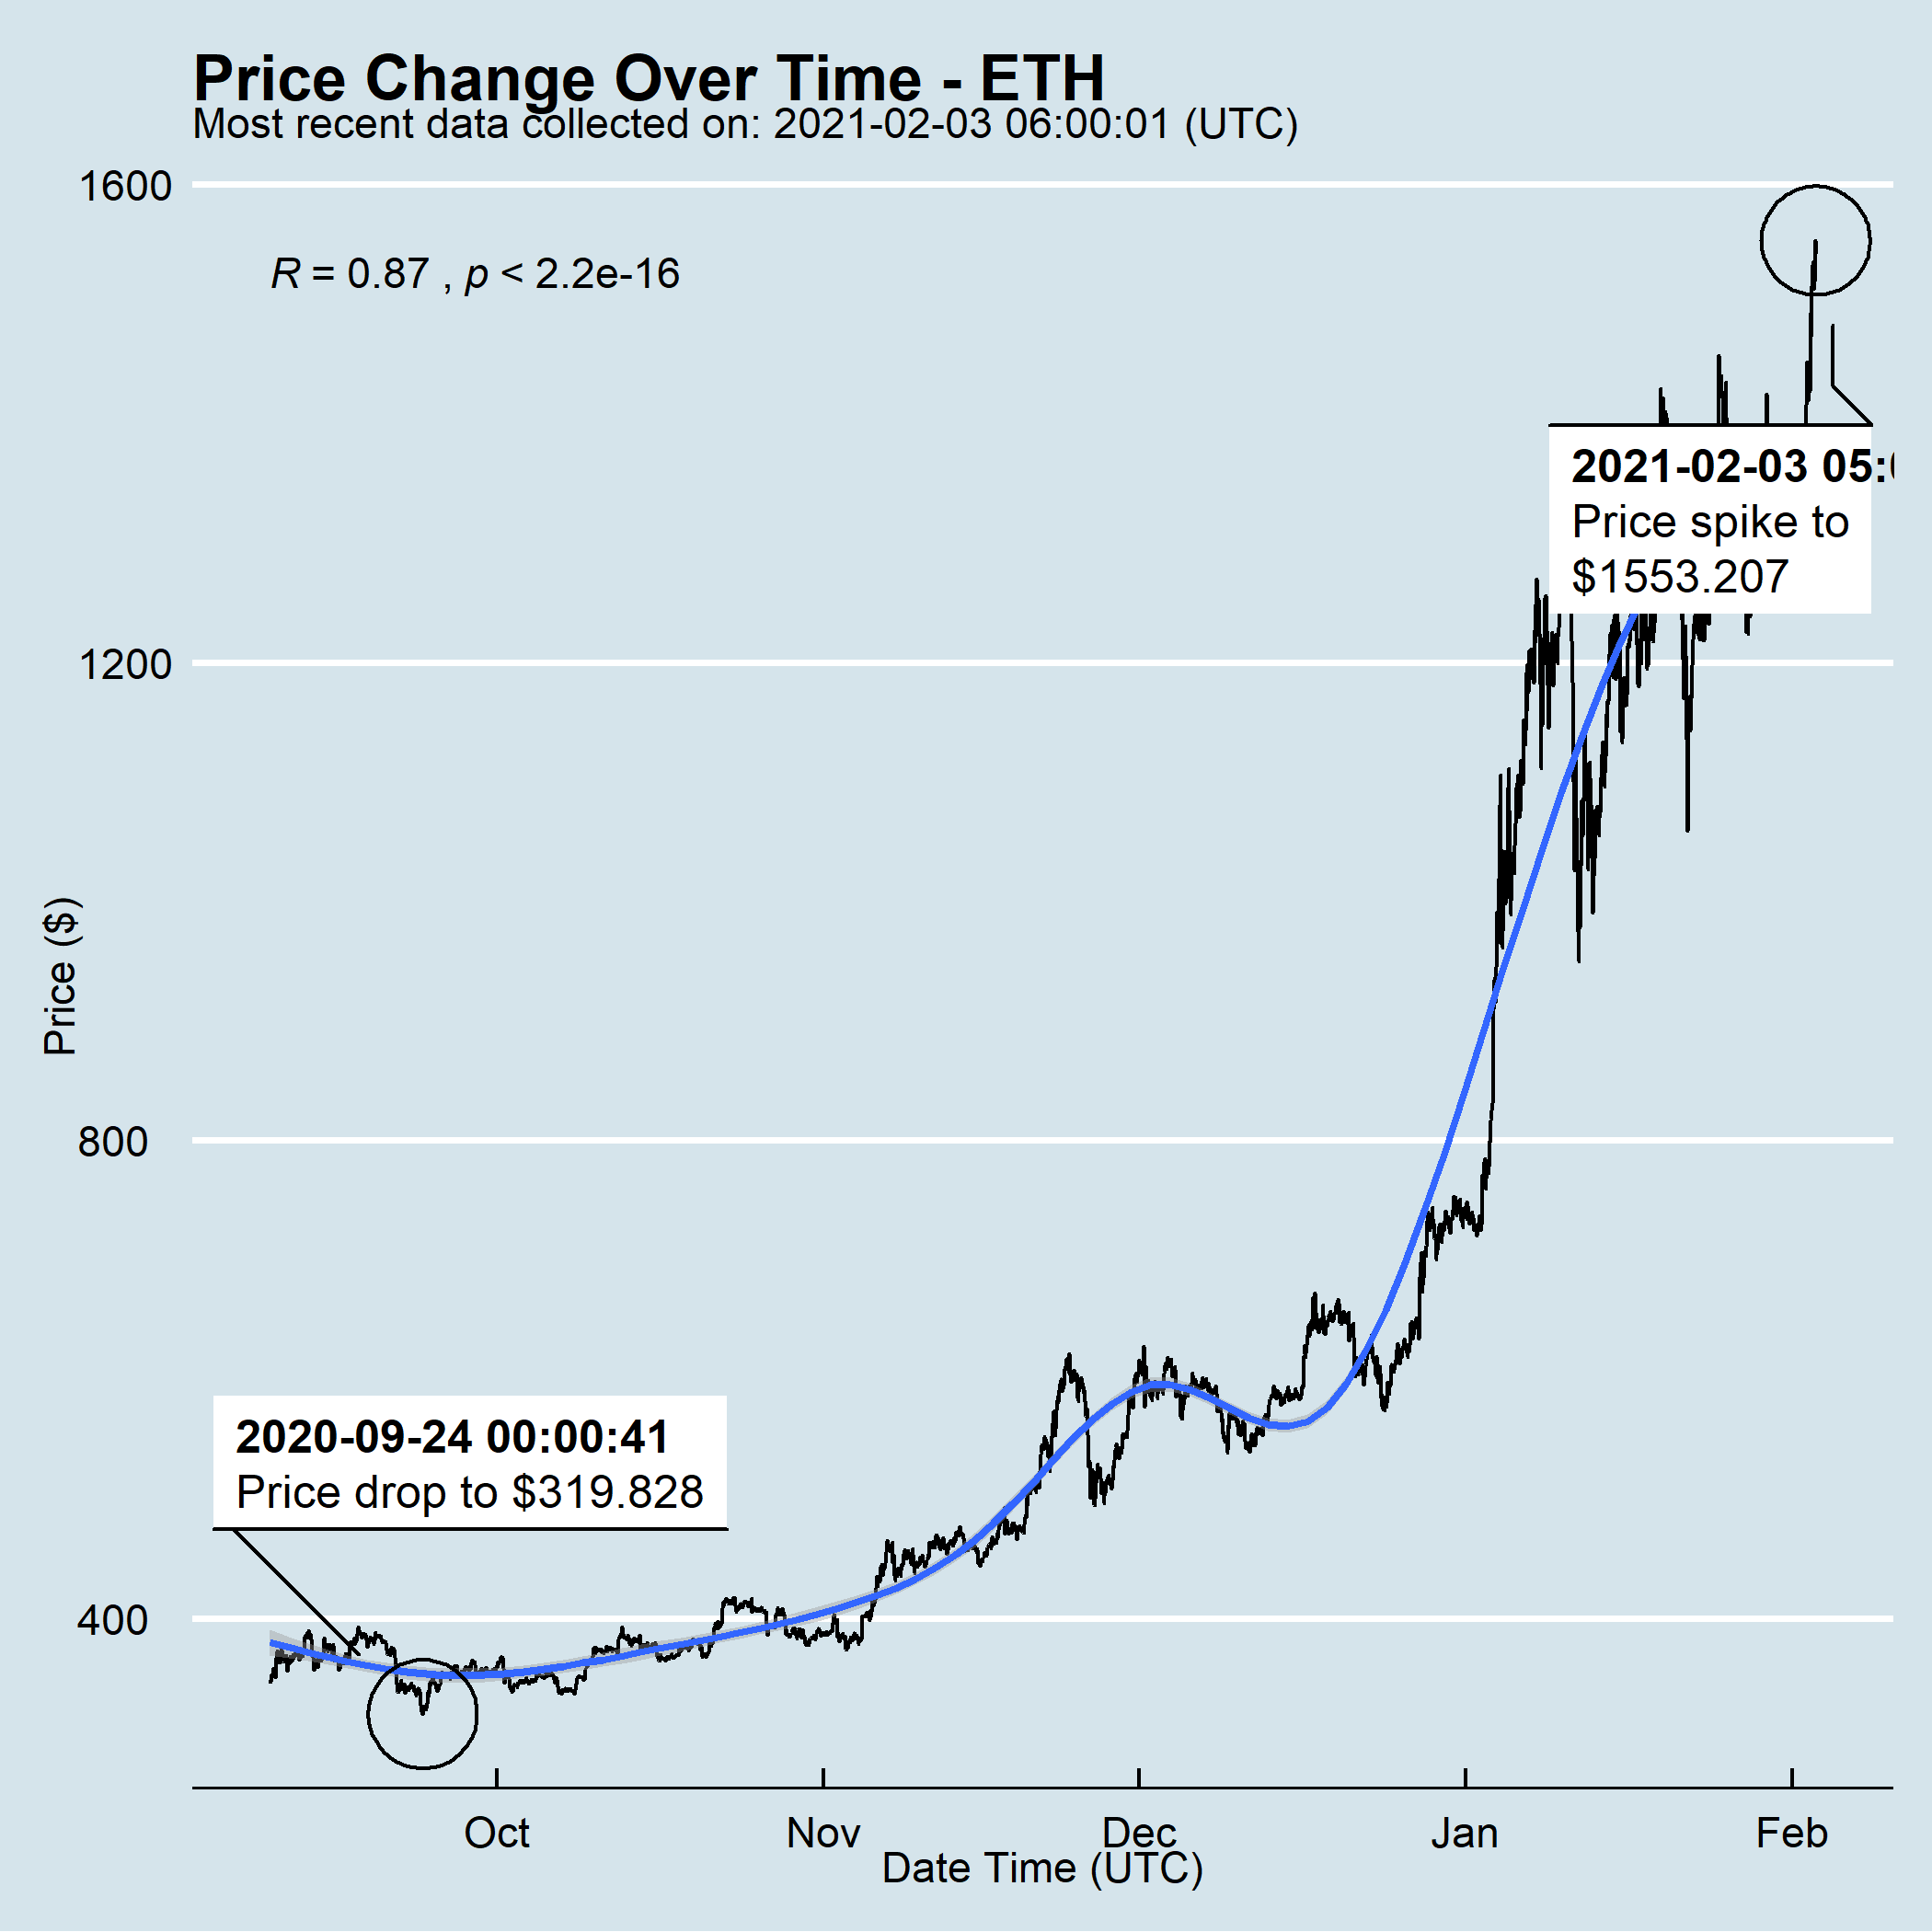 Price Change Over Time - ETH
Most recent data collected on: 2021-02-03 06:00:01 (UTC)
1600
R = 0.87 , p < 2.2e-16
2021-02-03 05:
Price spike to
$1553.207
1200
Price ($)
800
2020-09-24 00:00:41
Price drop to $319.828
400
Oct Nov Dec Jan Feb
Date Time (UTC)